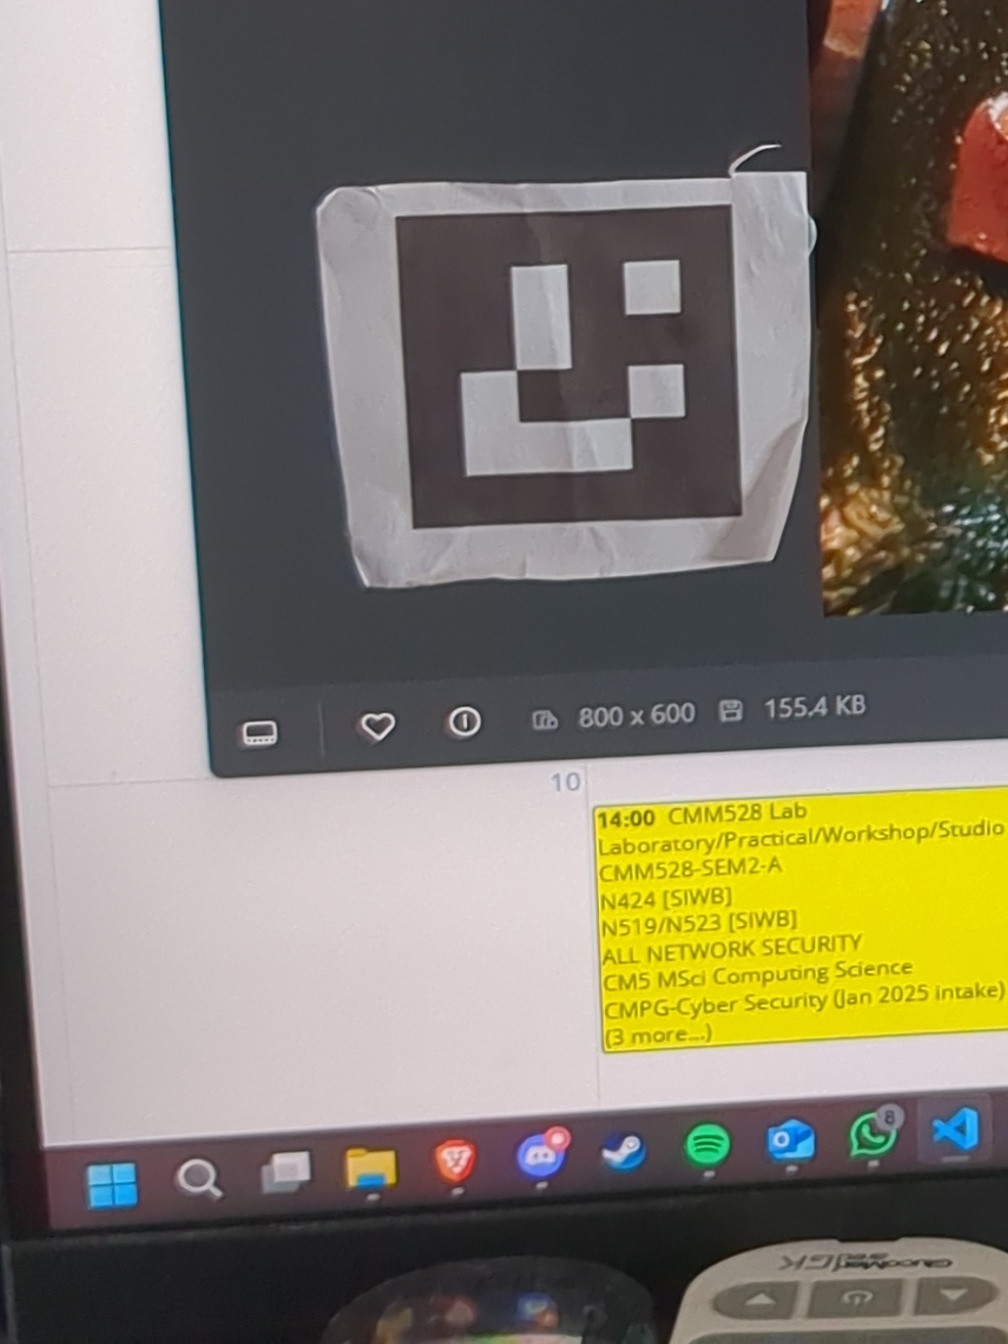 800 x 600 155.4 KB
10
14:00 CMM528 Lab
Laboratory/Practical/Workshop/Studio
CMM528-SEM2-A
N424 [SIWB]
N519/N523 [SIWB]
ALL NETWORK SECURITY
CM5 MSci Computing Science
CMPG-Cyber Security (Jan 2025 intake)
(3 more...)
8